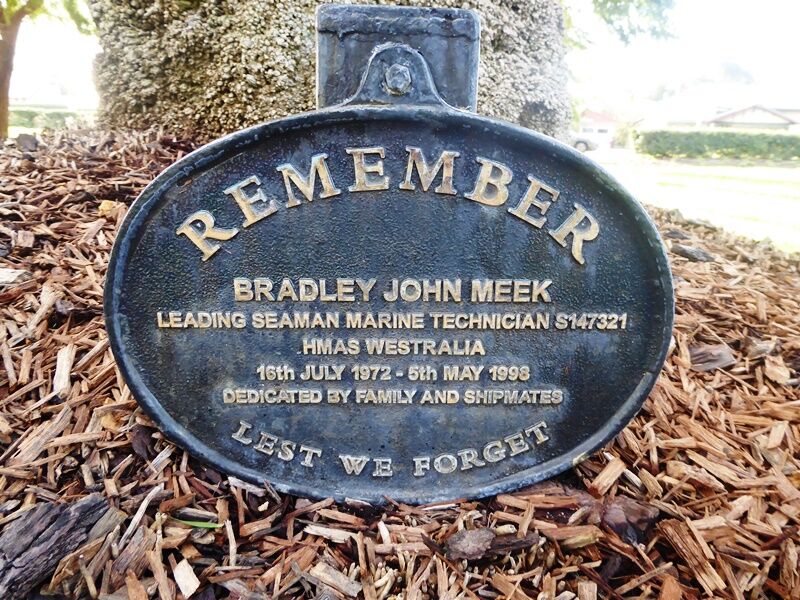 REMEMBER
BRADLEY JOHN MEEK
LEADING SEAMAN MARINE TECHNICIAN S147321
HMAS WESTRALIA
16th JULY 1972 - 5th MAY 1998
DEDICATED BY FAMILY AND SHIPMATES
LEST WE FORGET